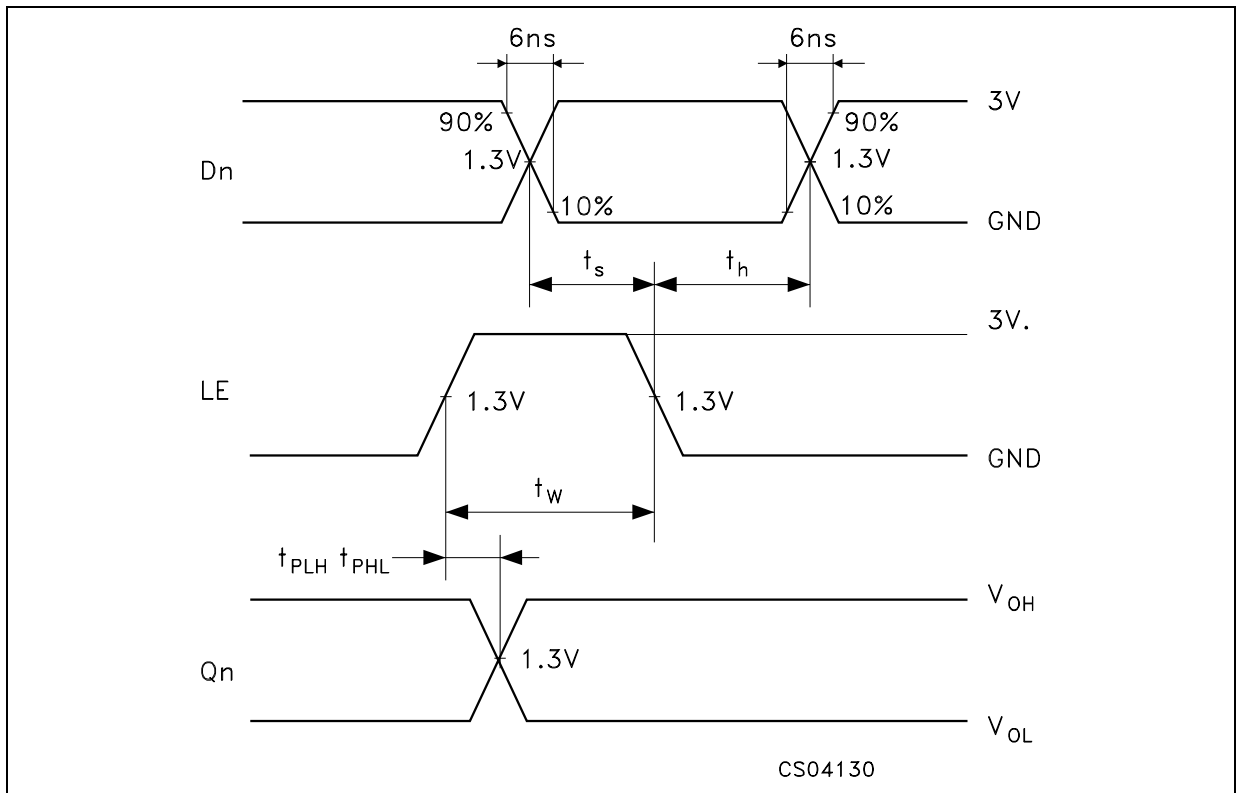 6ns 6ns
3V
90% 90%
Dn 1.3V 1.3V
10% 10%
GND
ts th
3V.
LE 1.3V 1.3V
GND
tW
tPLH tPHL
VOH
Qn 1.3V
VOL
CS04130